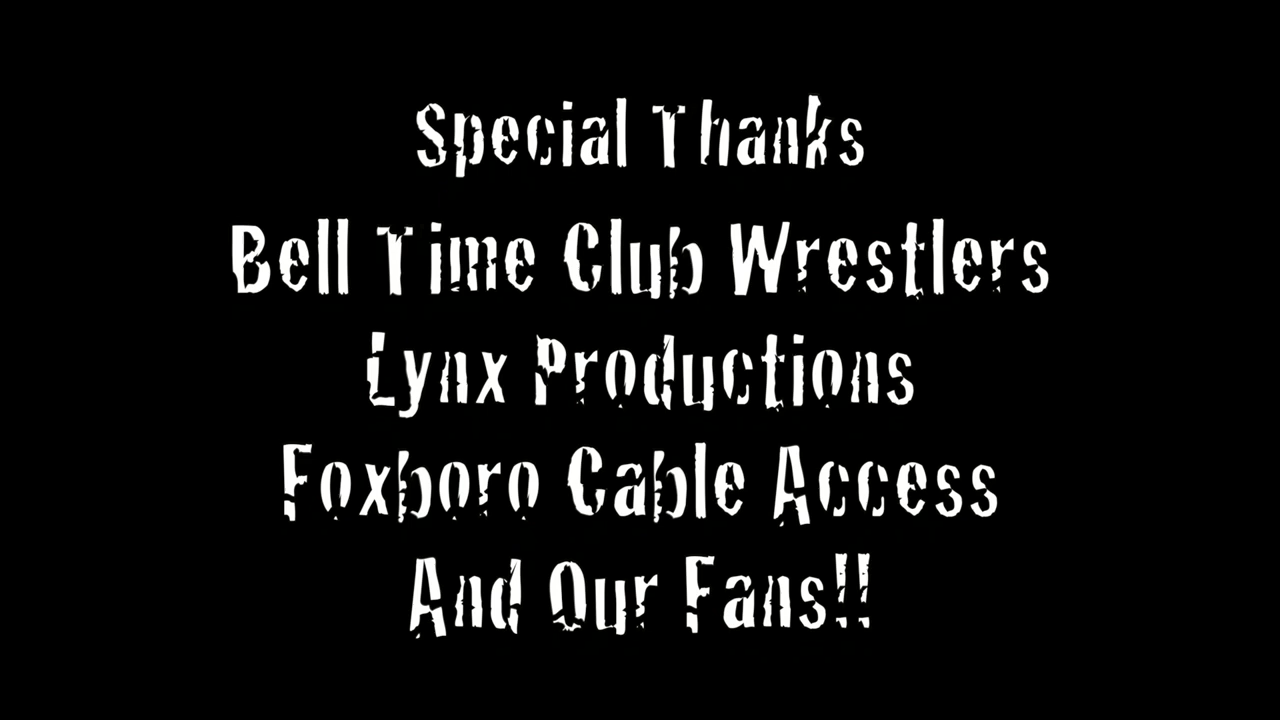 Special Thanks
Bell Time Club Wrestlers
Lynx Productions
Foxboro Cable Access
And Our Fans!!